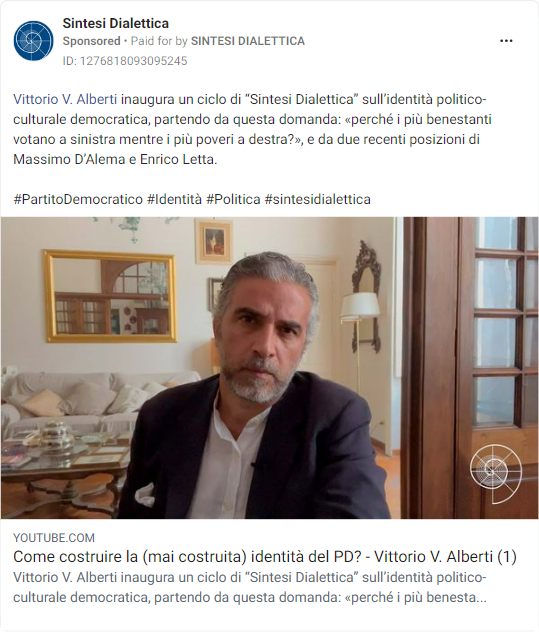 Sintesi Dialettica
Sponsored • Paid for by SINTESI DIALETTICA
ID: 1276818093095245
Vittorio V. Alberti inaugura un ciclo di “Sintesi Dialettica” sull’identità politico-
culturale democratica, partendo da questa domanda: «perché i più benestanti
votano a sinistra mentre i più poveri a destra?», e da due recenti posizioni di
Massimo D’Alema e Enrico Letta.
#PartitoDemocratico #Identità #Politica #sintesidialettica
YOUTUBE.COM
Come costruire la (mai costruita) identità del PD? - Vittorio V. Alberti (1)
Vittorio V. Alberti inaugura un ciclo di “Sintesi Dialettica” sull’identità politico-
culturale democratica, partendo da questa domanda: «perché i più benesta...